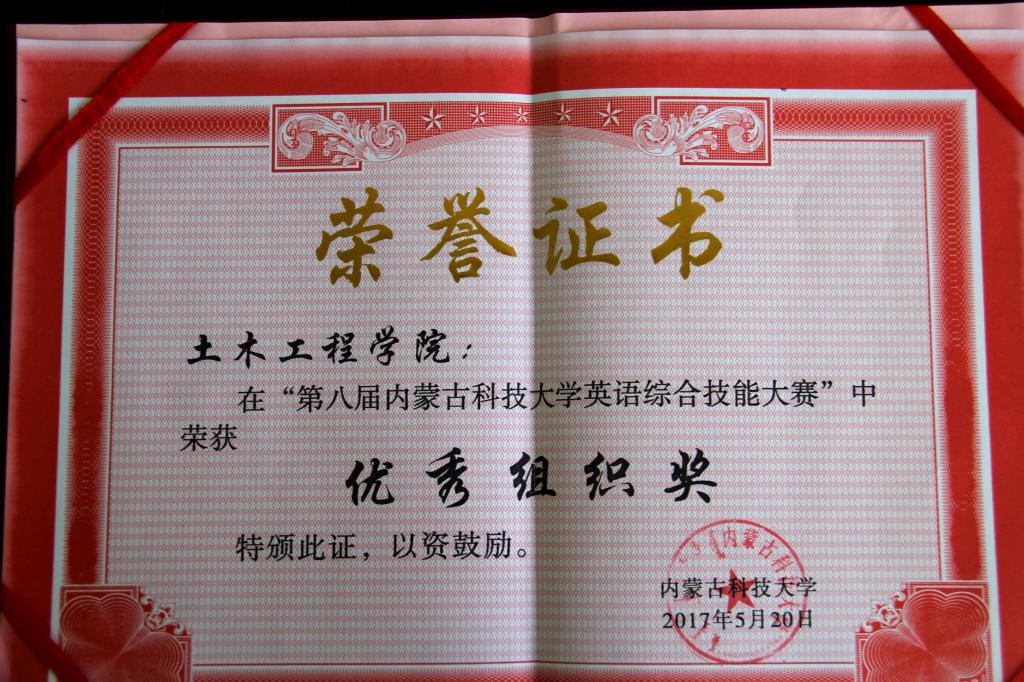 荣誉证书
土木工程学院：
在“第八届内蒙古科技大学英语综合技能大赛”中
荣获
优秀组织奖
特颁此证，以资鼓励。
内蒙古科技大学
2017年5月20日